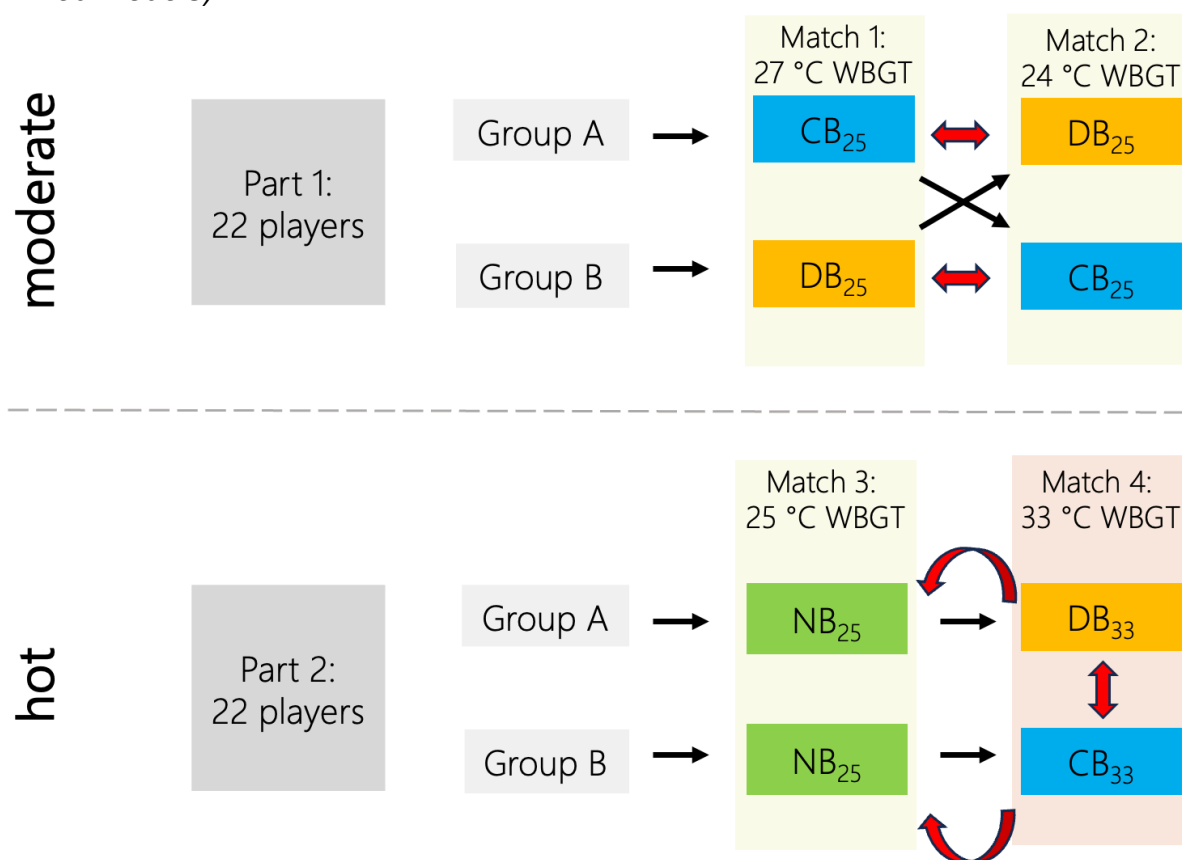 moderate
Part 1:
22 players
Group A
Group B
Match 1:
27 °C WBGT
CB25
DB25
Match 2:
24 °C WBGT
DB25
CB25
hot
Part 2:
22 players
Group A
Group B
Match 3:
25 °C WBGT
NB25
NB25
Match 4:
33 °C WBGT
DB33
CB33